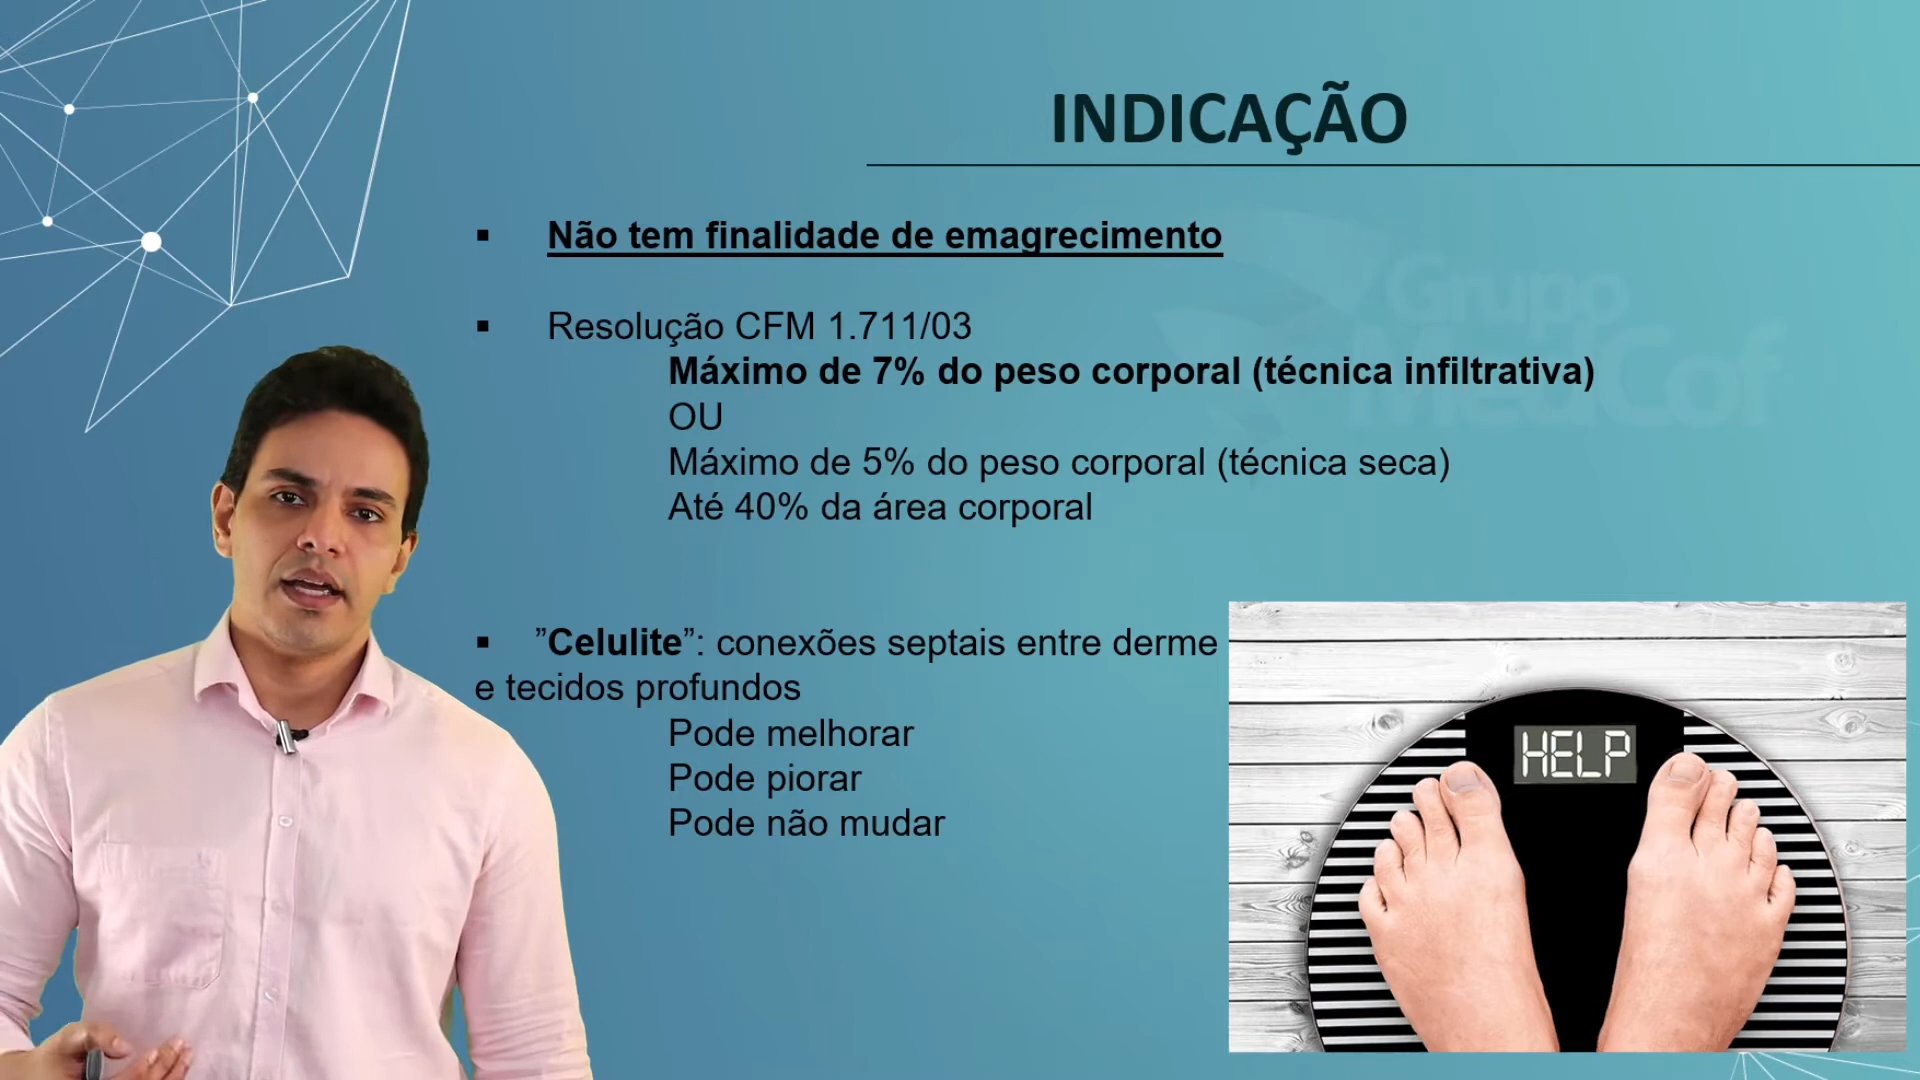 INDICAÇÃO
▪ Não tem finalidade de emagrecimento
▪ Resolução CFM 1.711/03
Máximo de 7% do peso corporal (técnica infiltrativa)
OU
Máximo de 5% do peso corporal (técnica seca)
Até 40% da área corporal
▪ ”Celulite”: conexões septais entre derme
e tecidos profundos
Pode melhorar
Pode piorar
Pode não mudar
HELP
Grupo
MedCof